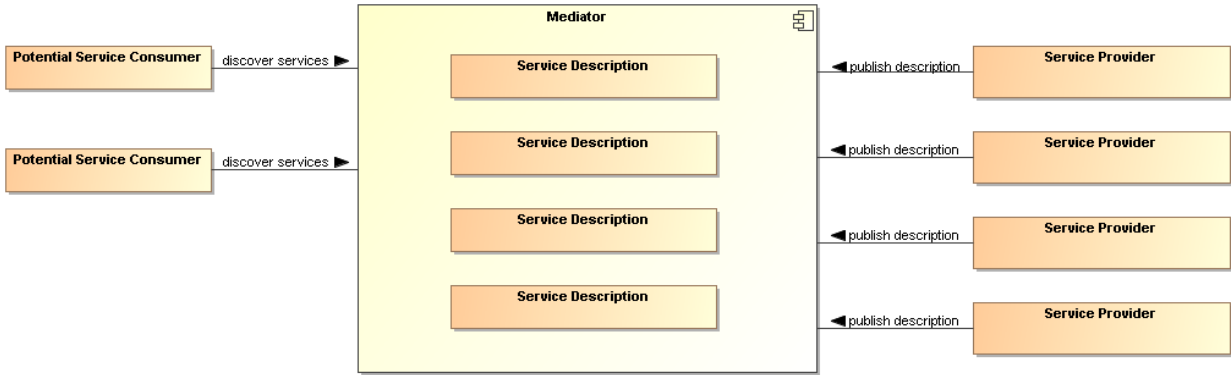 Mediator
Potential Service Consumer
discover services
Service Description
publish description
Service Provider
Potential Service Consumer
discover services
Service Description
publish description
Service Provider
Service Description
publish description
Service Provider
Service Description
publish description
Service Provider